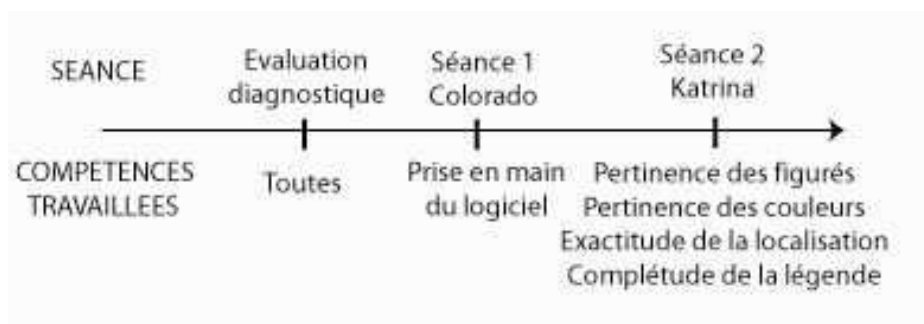 SEANCE
Evaluation
diagnostique
Séance 1
Colorado
Séance 2
Katrina
COMPETENCES
TRAVAILLEES
Toutes
Prise en main
du logiciel
Pertinence des figurés
Pertinence des couleurs
Exactitude de la localisation
Complétude de la légende